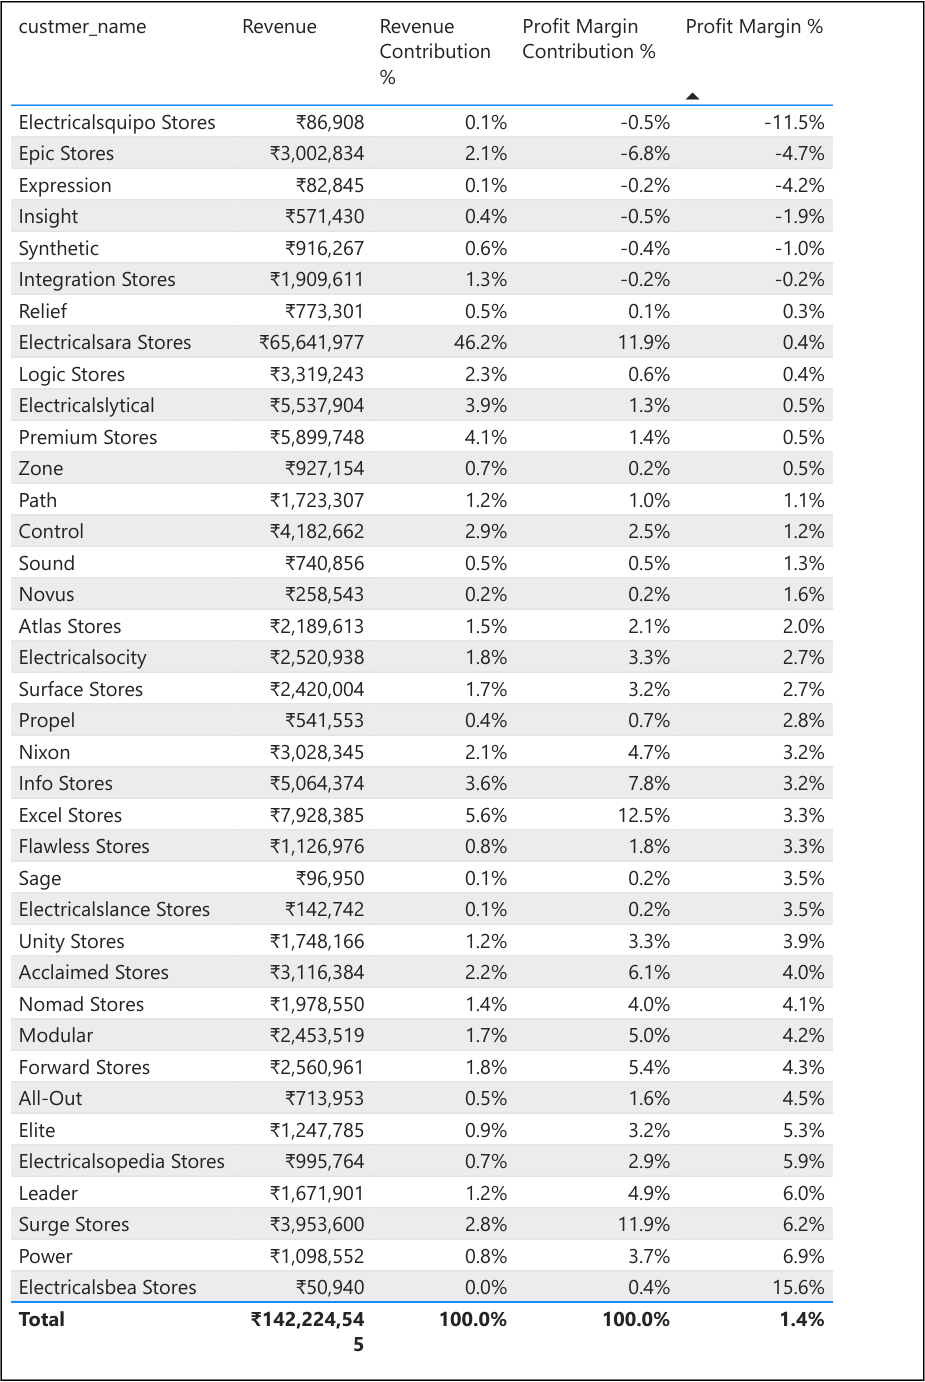 custmer_name Revenue Revenue Contribution % Profit Margin Contribution % Profit Margin %
Electricalsquipo Stores ₹86,908 0.1% -0.5% -11.5%
Epic Stores ₹3,002,834 2.1% -6.8% -4.7%
Expression ₹82,845 0.1% -0.2% -4.2%
Insight ₹571,430 0.4% -0.5% -1.9%
Synthetic ₹916,267 0.6% -0.4% -1.0%
Integration Stores ₹1,909,611 1.3% -0.2% -0.2%
Relief ₹773,301 0.5% 0.1% 0.3%
Electricalsara Stores ₹65,641,977 46.2% 11.9% 0.4%
Logic Stores ₹3,319,243 2.3% 0.6% 0.4%
Electricalslytical ₹5,537,904 3.9% 1.3% 0.5%
Premium Stores ₹5,899,748 4.1% 1.4% 0.5%
Zone ₹927,154 0.7% 0.2% 0.5%
Path ₹1,723,307 1.2% 1.0% 1.1%
Control ₹4,182,662 2.9% 2.5% 1.2%
Sound ₹740,856 0.5% 0.5% 1.3%
Novus ₹258,543 0.2% 0.2% 1.6%
Atlas Stores ₹2,189,613 1.5% 2.1% 2.0%
Electricalsocity ₹2,520,938 1.8% 3.3% 2.7%
Surface Stores ₹2,420,004 1.7% 3.2% 2.7%
Propel ₹541,553 0.4% 0.7% 2.8%
Nixon ₹3,028,345 2.1% 4.7% 3.2%
Info Stores ₹5,064,374 3.6% 7.8% 3.2%
Excel Stores ₹7,928,385 5.6% 12.5% 3.3%
Flawless Stores ₹1,126,976 0.8% 1.8% 3.3%
Sage ₹96,950 0.1% 0.2% 3.5%
Electricalslance Stores ₹142,742 0.1% 0.2% 3.5%
Unity Stores ₹1,748,166 1.2% 3.3% 3.9%
Acclaimed Stores ₹3,116,384 2.2% 6.1% 4.0%
Nomad Stores ₹1,978,550 1.4% 4.0% 4.1%
Modular ₹2,453,519 1.7% 5.0% 4.2%
Forward Stores ₹2,560,961 1.8% 5.4% 4.3%
All-Out ₹713,953 0.5% 1.6% 4.5%
Elite ₹1,247,785 0.9% 3.2% 5.3%
Electricalsopedia Stores ₹995,764 0.7% 2.9% 5.9%
Leader ₹1,671,901 1.2% 4.9% 6.0%
Surge Stores ₹3,953,600 2.8% 11.9% 6.2%
Power ₹1,098,552 0.8% 3.7% 6.9%
Electricalsbea Stores ₹50,940 0.0% 0.4% 15.6%
Total ₹142,224,54 100.0% 100.0% 1.4%
5